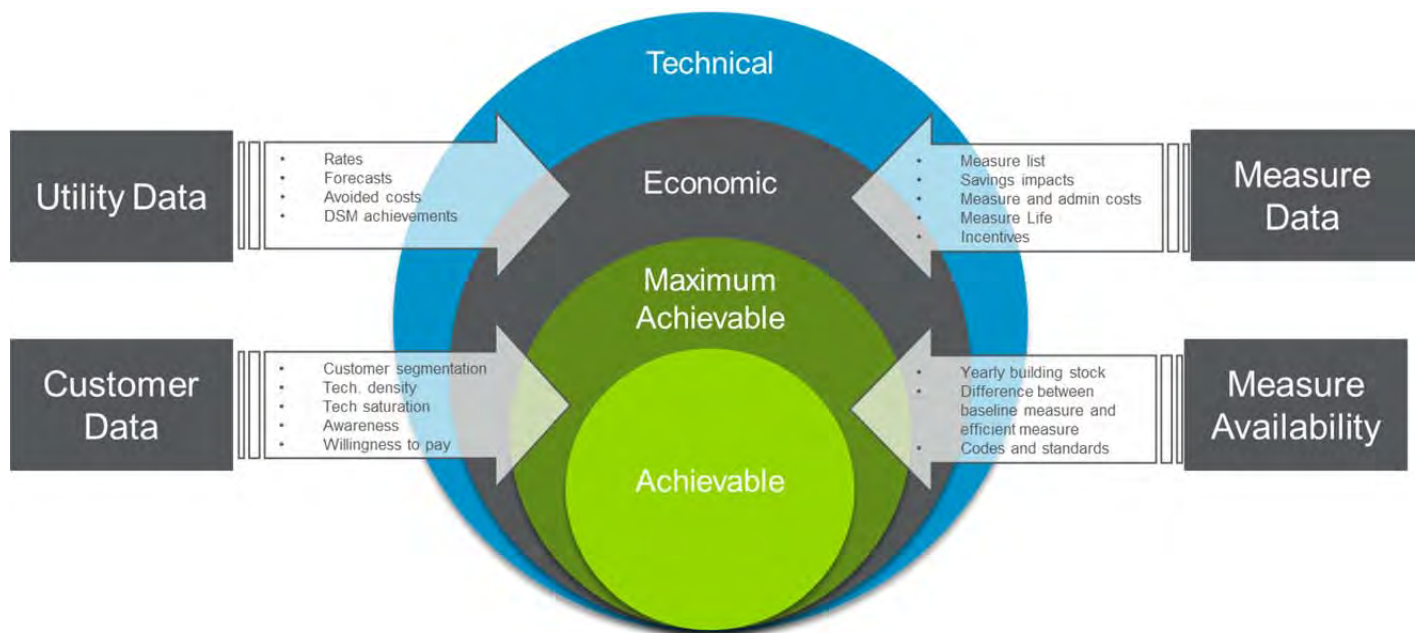 Technical
Utility Data
• Rates
• Forecasts
• Avoided costs
• DSM achievements
Economic
• Measure list
• Savings impacts
• Measure and admin costs
• Measure Life
• Incentives
Measure
Data
Maximum
Achievable
Customer
Data
• Customer segmentation
• Tech. density
• Tech saturation
• Awareness
• Willingness to pay
Achievable
• Yearly building stock
• Difference between
baseline measure and
efficient measure
• Codes and standards
Measure
Availability